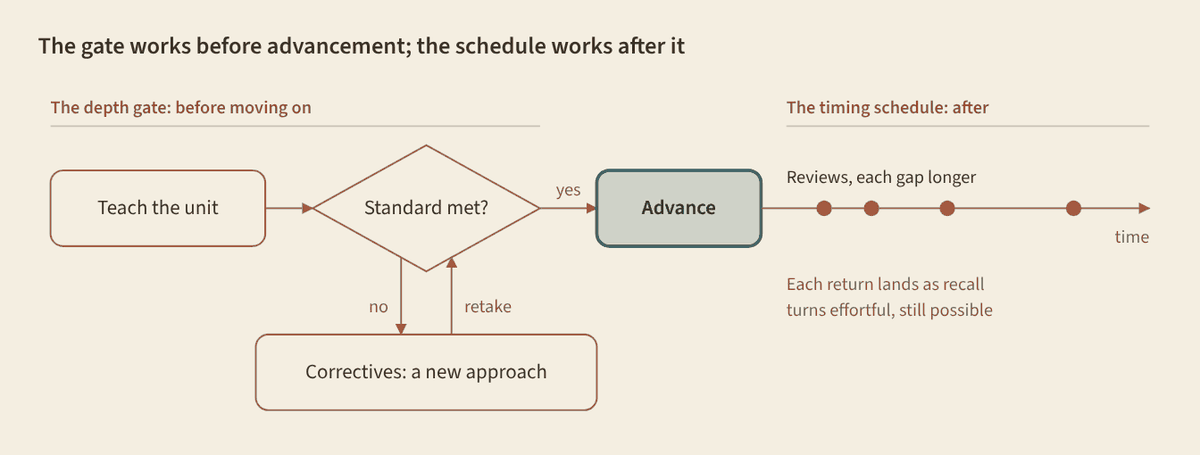 The gate works before advancement; the schedule works after it
The depth gate: before moving on
The timing schedule: after
Teach the unit
Standard met?
yes
Advance
Reviews, each gap longer
time
no
retake
Each return lands as recall
turns effortful, still possible
Correctives: a new approach